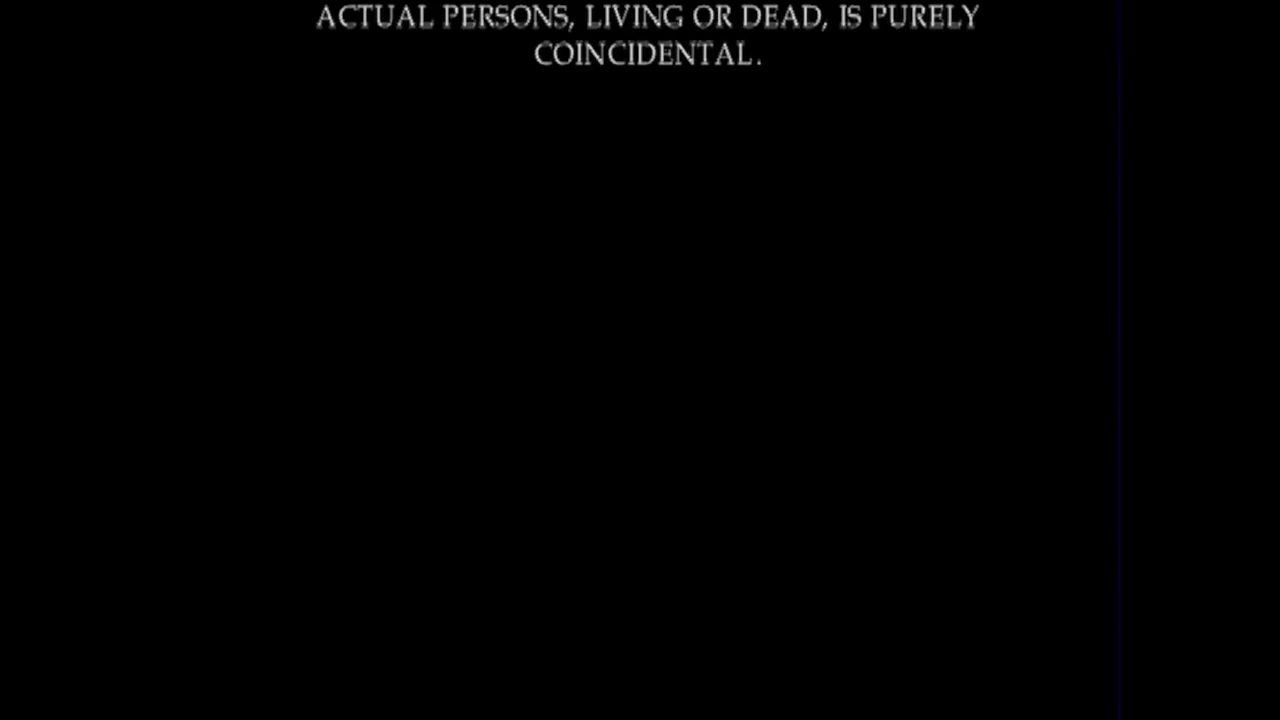 ACTUAL PERSONS, LIVING OR DEAD, IS PURELY
COINCIDENTAL.